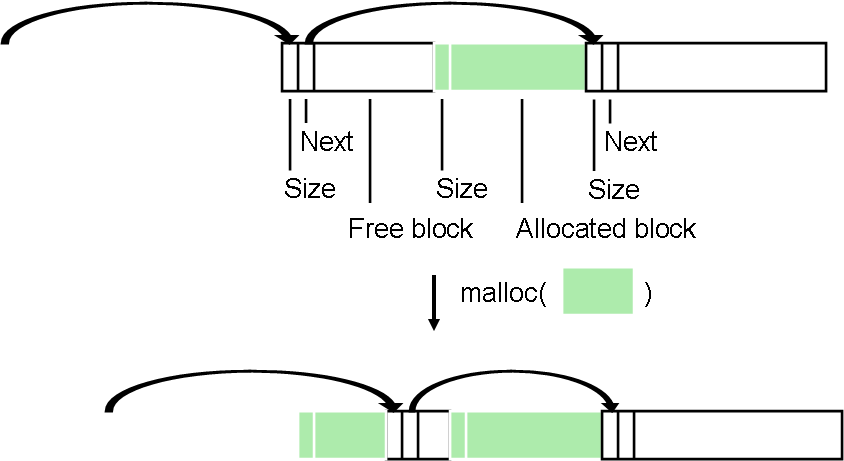 Next Next
Size Size Size
Free block Allocated block
malloc( )